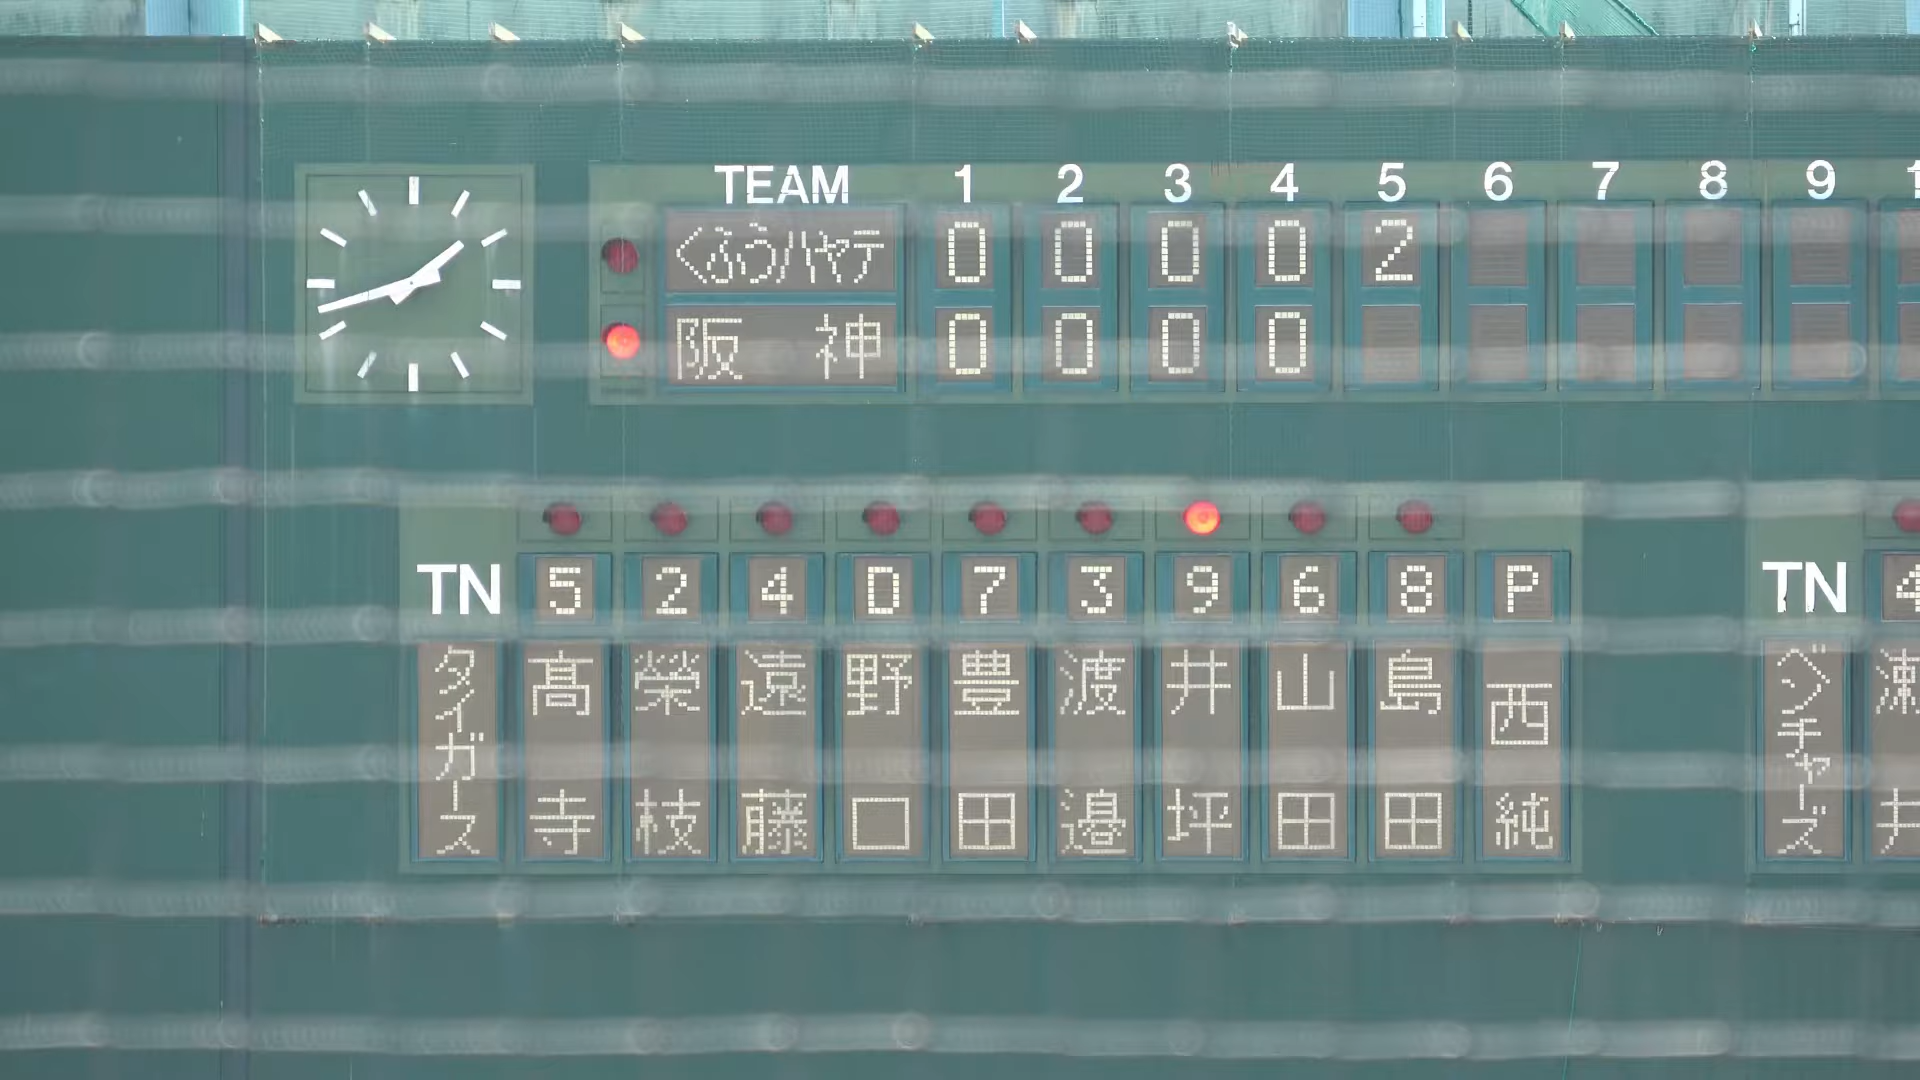 TEAM 1 2 3 4 5 6 7 8 9
くふうハヤテ 0 0 0 0 2
阪神 0 0 0 0
TN 5 2 4 D 7 3 9 6 8 P
タイガース
髙寺
榮枝
遠藤
野口
豊田
渡邉
井坪
山田
島田
西純
TN 4
ベンチャーズ